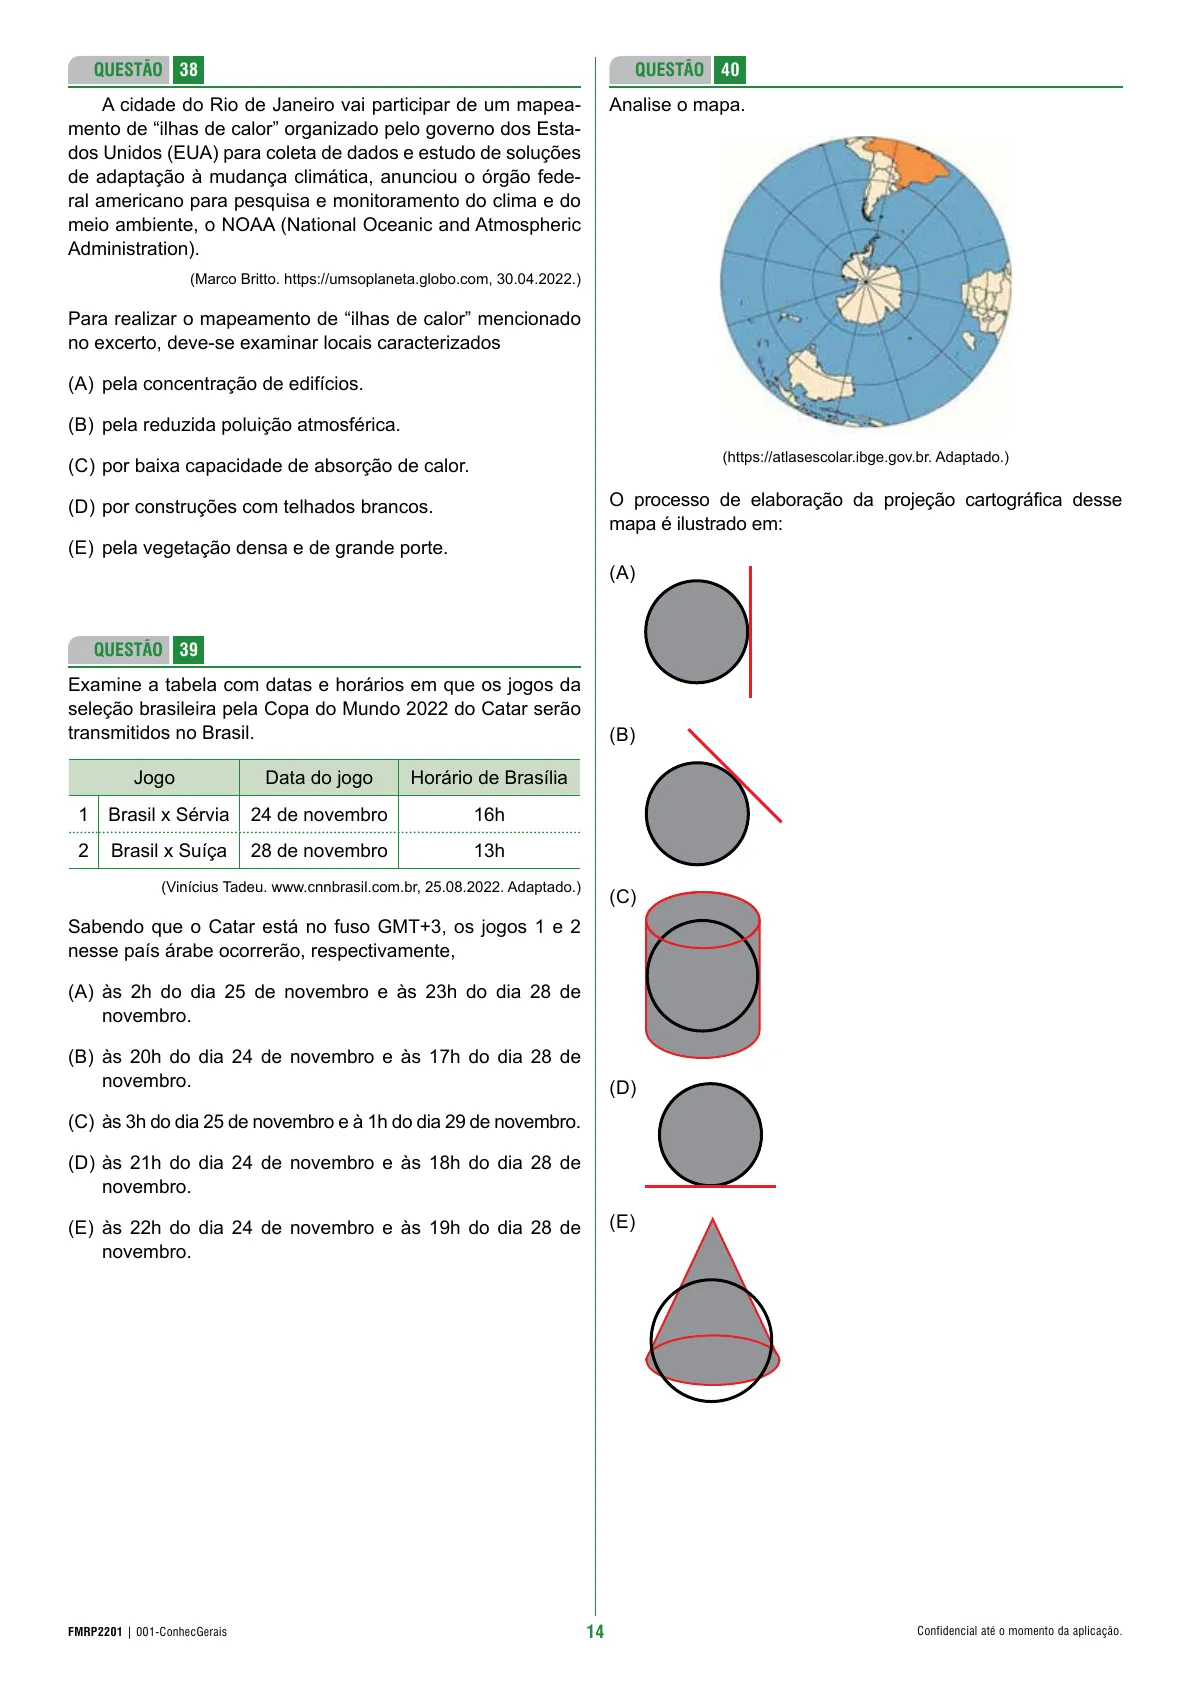 QUESTÃO 38
A cidade do Rio de Janeiro vai participar de um mapea-
mento de “ilhas de calor” organizado pelo governo dos Esta-
dos Unidos (EUA) para coleta de dados e estudo de soluções
de adaptação à mudança climática, anunciou o órgão fede-
ral americano para pesquisa e monitoramento do clima e do
meio ambiente, o NOAA (National Oceanic and Atmospheric
Administration).
(Marco Britto. https://umsoplaneta.globo.com, 30.04.2022.)
Para realizar o mapeamento de “ilhas de calor” mencionado
no excerto, deve-se examinar locais caracterizados
(A) pela concentração de edifícios.
(B) pela reduzida poluição atmosférica.
(C) por baixa capacidade de absorção de calor.
(D) por construções com telhados brancos.
(E) pela vegetação densa e de grande porte.
QUESTÃO 39
Examine a tabela com datas e horários em que os jogos da
seleção brasileira pela Copa do Mundo 2022 do Catar serão
transmitidos no Brasil.
Jogo Data do jogo Horário de Brasília
1 Brasil x Sérvia 24 de novembro 16h
2 Brasil x Suíça 28 de novembro 13h
(Vinícius Tadeu. www.cnnbrasil.com.br, 25.08.2022. Adaptado.)
Sabendo que o Catar está no fuso GMT+3, os jogos 1 e 2
nesse país árabe ocorrerão, respectivamente,
(A) às 2h do dia 25 de novembro e às 23h do dia 28 de
novembro.
(B) às 20h do dia 24 de novembro e às 17h do dia 28 de
novembro.
(C) às 3h do dia 25 de novembro e à 1h do dia 29 de novembro.
(D) às 21h do dia 24 de novembro e às 18h do dia 28 de
novembro.
(E) às 22h do dia 24 de novembro e às 19h do dia 28 de
novembro.
QUESTÃO 40
Analise o mapa.
(https://atlasescolar.ibge.gov.br. Adaptado.)
O processo de elaboração da projeção cartográfica desse
mapa é ilustrado em:
(A)
(B)
(C)
(D)
(E)
FMRP2201 | 001-ConhecGerais
14
Confidencial até o momento da aplicação.